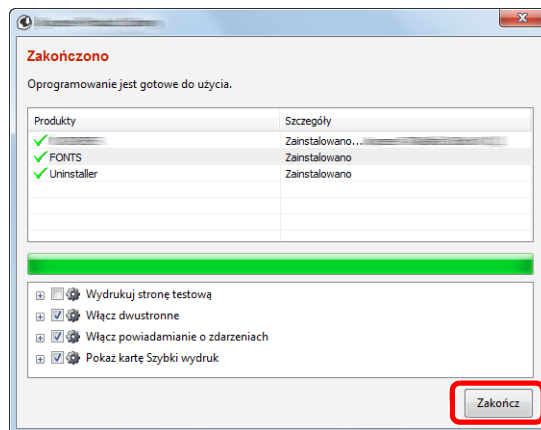 Zakończono
Oprogramowanie jest gotowe do użycia.
Produkty Szczegóły
Zainstalowano...
FONTS Zainstalowano
Uninstaller Zainstalowano
Wydrukuj stronę testową
Włącz dwustronne
Włącz powiadamianie o zdarzeniach
Pokaż kartę Szybki wydruk
Zakończ